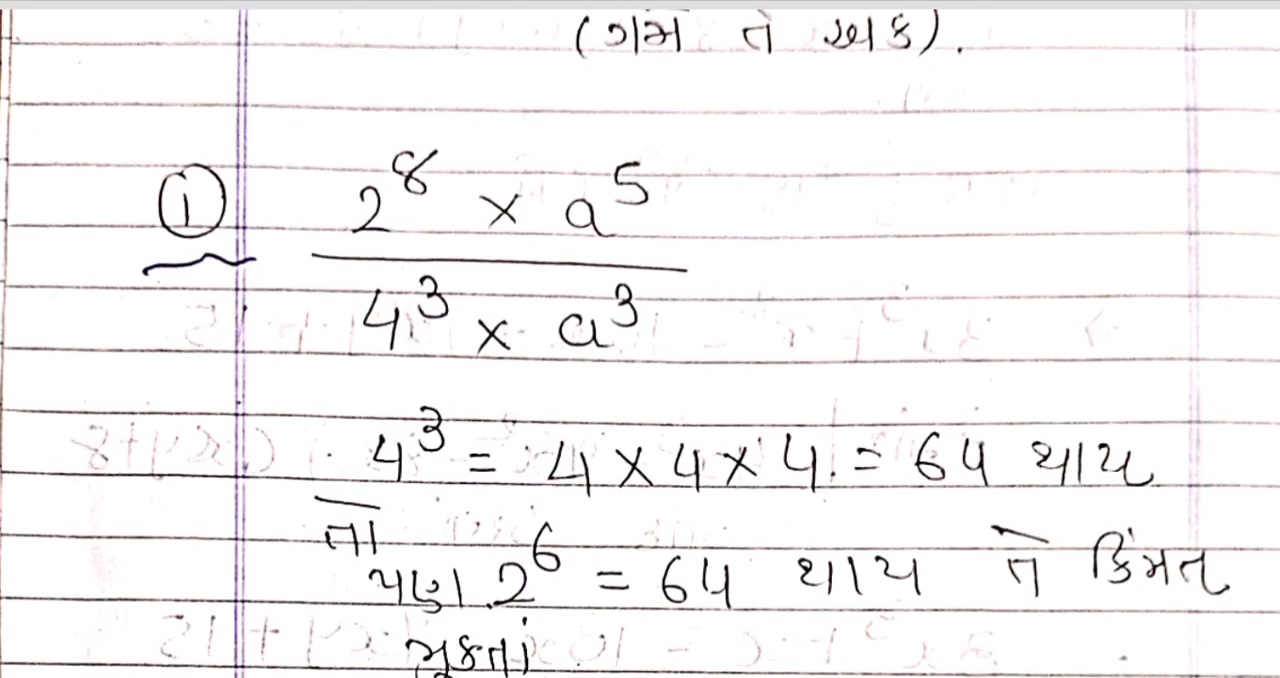 (ગમે તે એક).
① 2⁸ × a⁵
4³ × a³
4³ = 4 × 4 × 4 = 64 થાય
તો
પણ 2⁶ = 64 થાય તે કિંમત
મુકતાં